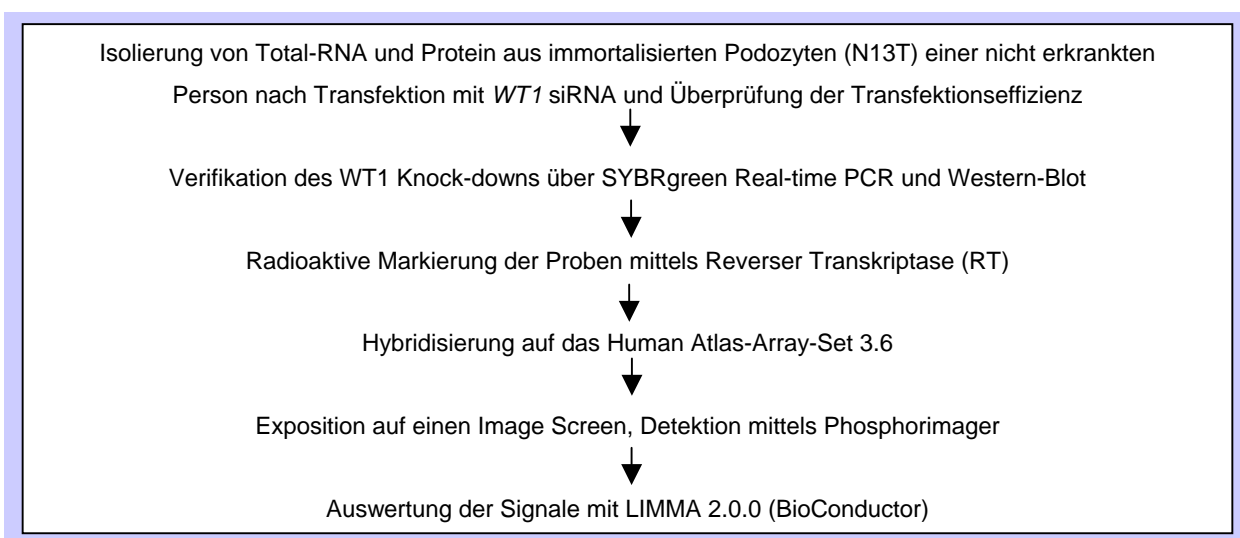 Isolierung von Total-RNA und Protein aus immortalisierten Podozyten (N13T) einer nicht erkrankten
Person nach Transfektion mit WT1 siRNA und Überprüfung der Transfektionseffizienz
Verifikation des WT1 Knock-downs über SYBRgreen Real-time PCR und Western-Blot
Radioaktive Markierung der Proben mittels Reverser Transkriptase (RT)
Hybridisierung auf das Human Atlas-Array-Set 3.6
Exposition auf einen Image Screen, Detektion mittels Phosphorimager
Auswertung der Signale mit LIMMA 2.0.0 (BioConductor)